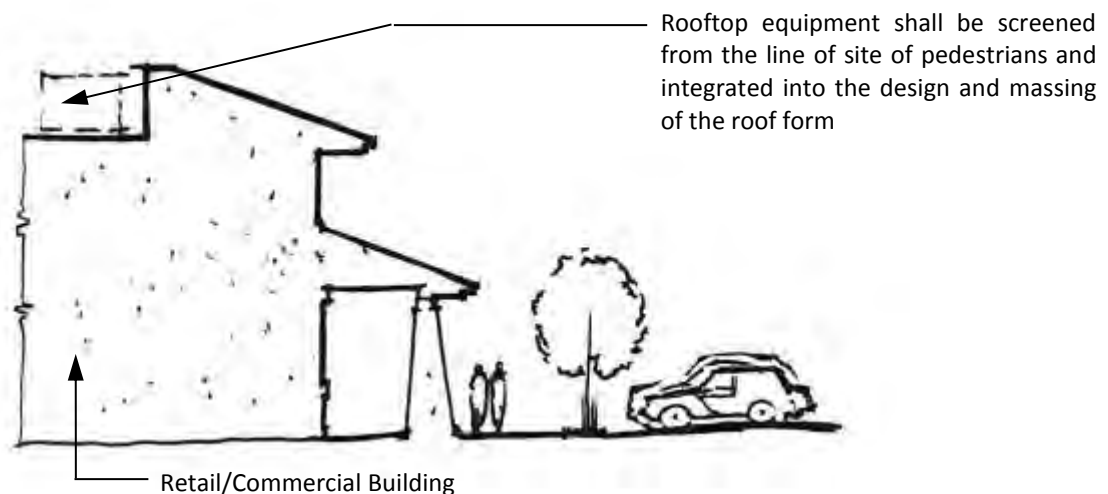 Rooftop equipment shall be screened
from the line of site of pedestrians and
integrated into the design and massing
of the roof form
Retail/Commercial Building